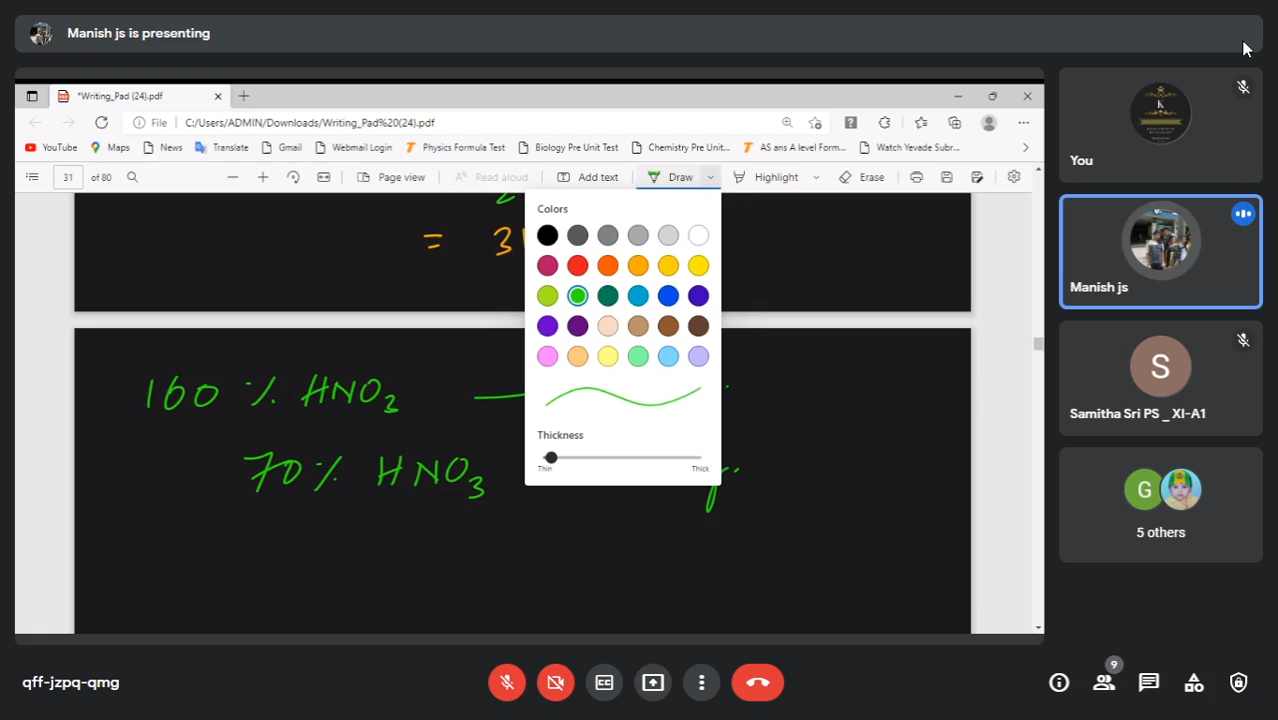 Manish js is presenting
*Writing_Pad (24).pdf
File C:/Users/ADMIN/Downloads/Writing_Pad%20(24).pdf
YouTube Maps News Translate Gmail Webmail Login Physics Formula Test Biology Pre Unit Test Chemistry Pre Unit... AS ans A level Form... Watch Yevade Subr...
31 of 80 Page view Read aloud Add text Draw Highlight Erase
Colors
=
100 % HNO3
70 % HNO3
Thickness
Thin Thick
You
Manish js
S
Samitha Sri PS _ XI-A1
G
5 others
qff-jzpq-qmg
9